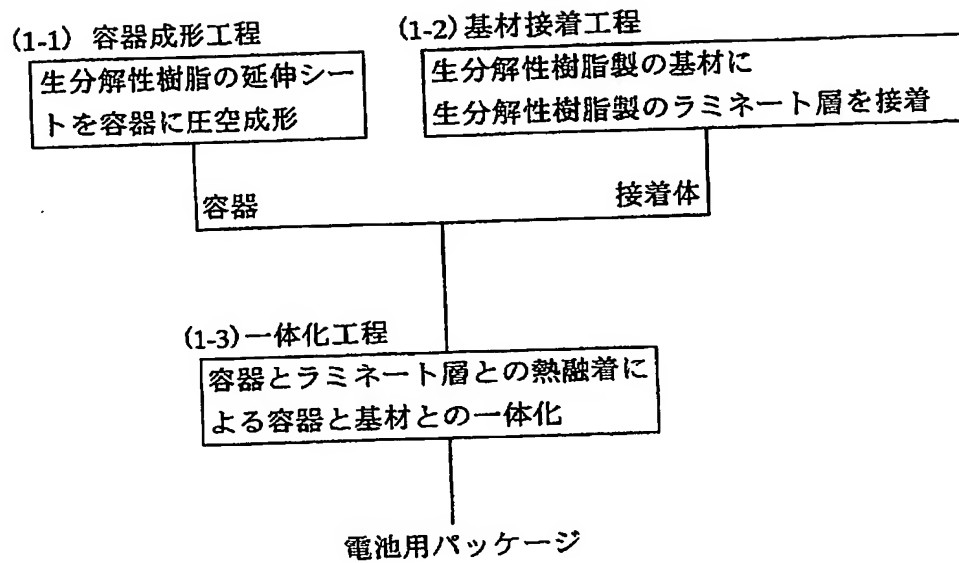 (1-1) 容器成形工程
生分解性樹脂の延伸シー
トを容器に圧空成形
(1-2)基材接着工程
生分解性樹脂製の基材に
生分解性樹脂製のラミネート層を接着
容器
接着体
(1-3)一体化工程
容器とラミネート層との熱融着に
よる容器と基材との一体化
電池用パッケージ